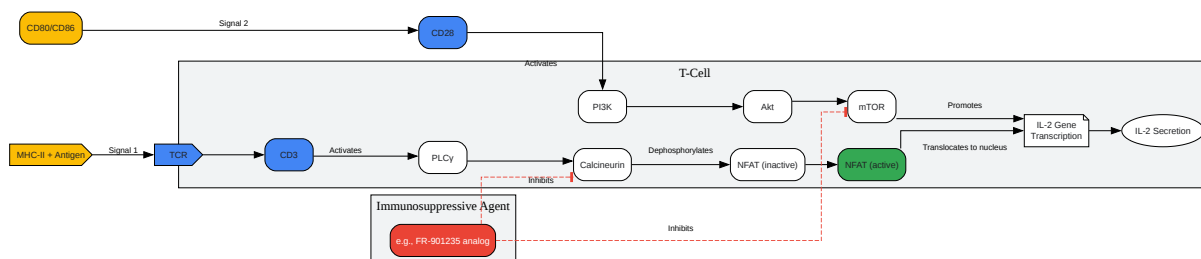 CD80/CD86
Signal 2
CD28
Activates
T-Cell
PI3K
Akt
mTOR
Promotes
IL-2 Gene
Transcription
IL-2 Secretion
MHC-II + Antigen
Signal 1
TCR
CD3
Activates
PLCγ
Calcineurin
Dephosphorylates
NFAT (inactive)
NFAT (active)
Translocates to nucleus
Inhibits
Immunosuppressive Agent
e.g., FR-901235 analog
Inhibits